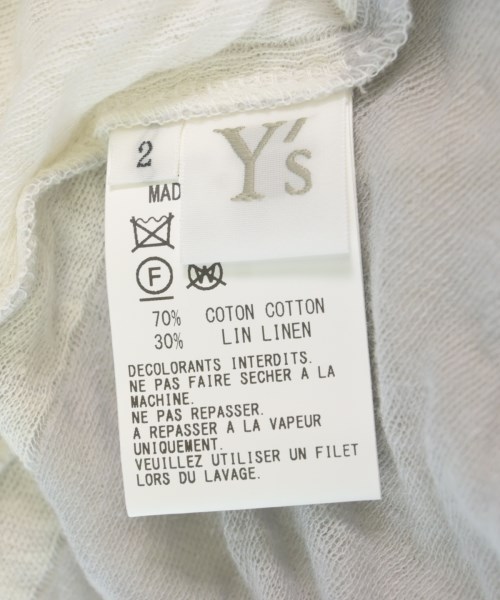 2
Y's
MAD
F
W
70% COTON COTTON
30% LIN LINEN
DECOLORANTS INTERDITS.
NE PAS FAIRE SECHER A LA
MACHINE.
NE PAS REPASSER.
A REPASSER A LA VAPEUR
UNIQUEMENT.
VEUILLEZ UTILISER UN FILET
LORS DU LAVAGE.